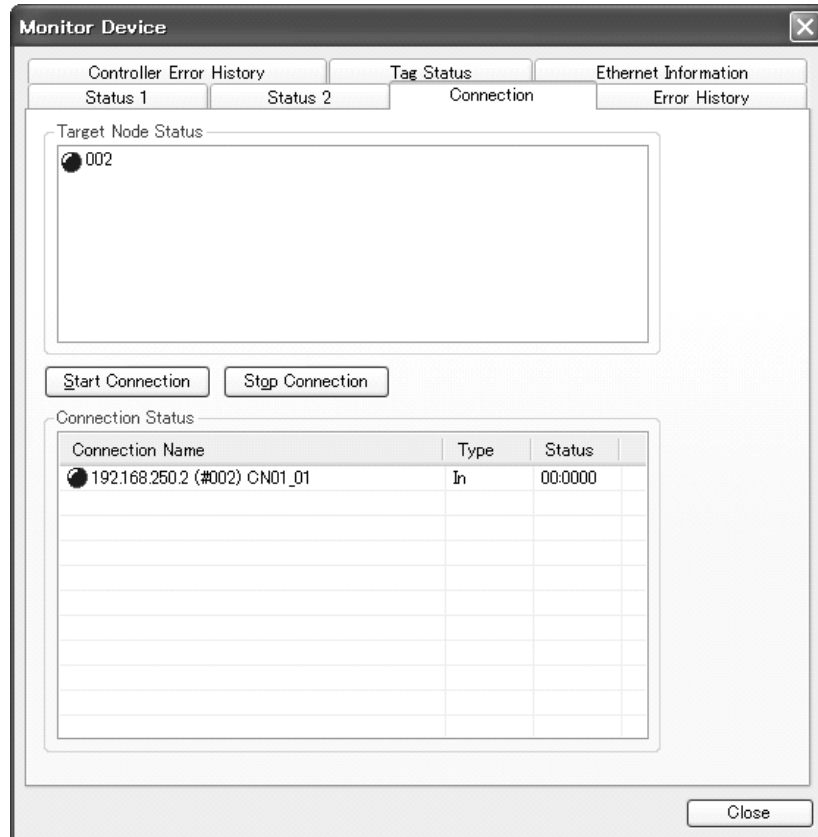 Monitor Device
Controller Error History Tag Status Ethernet Information
Status 1 Status 2 Connection Error History
Target Node Status
002
Start Connection Stop Connection
Connection Status
Connection Name Type Status
192.168.250.2 (#002) CN01_01 In 00:0000
Close